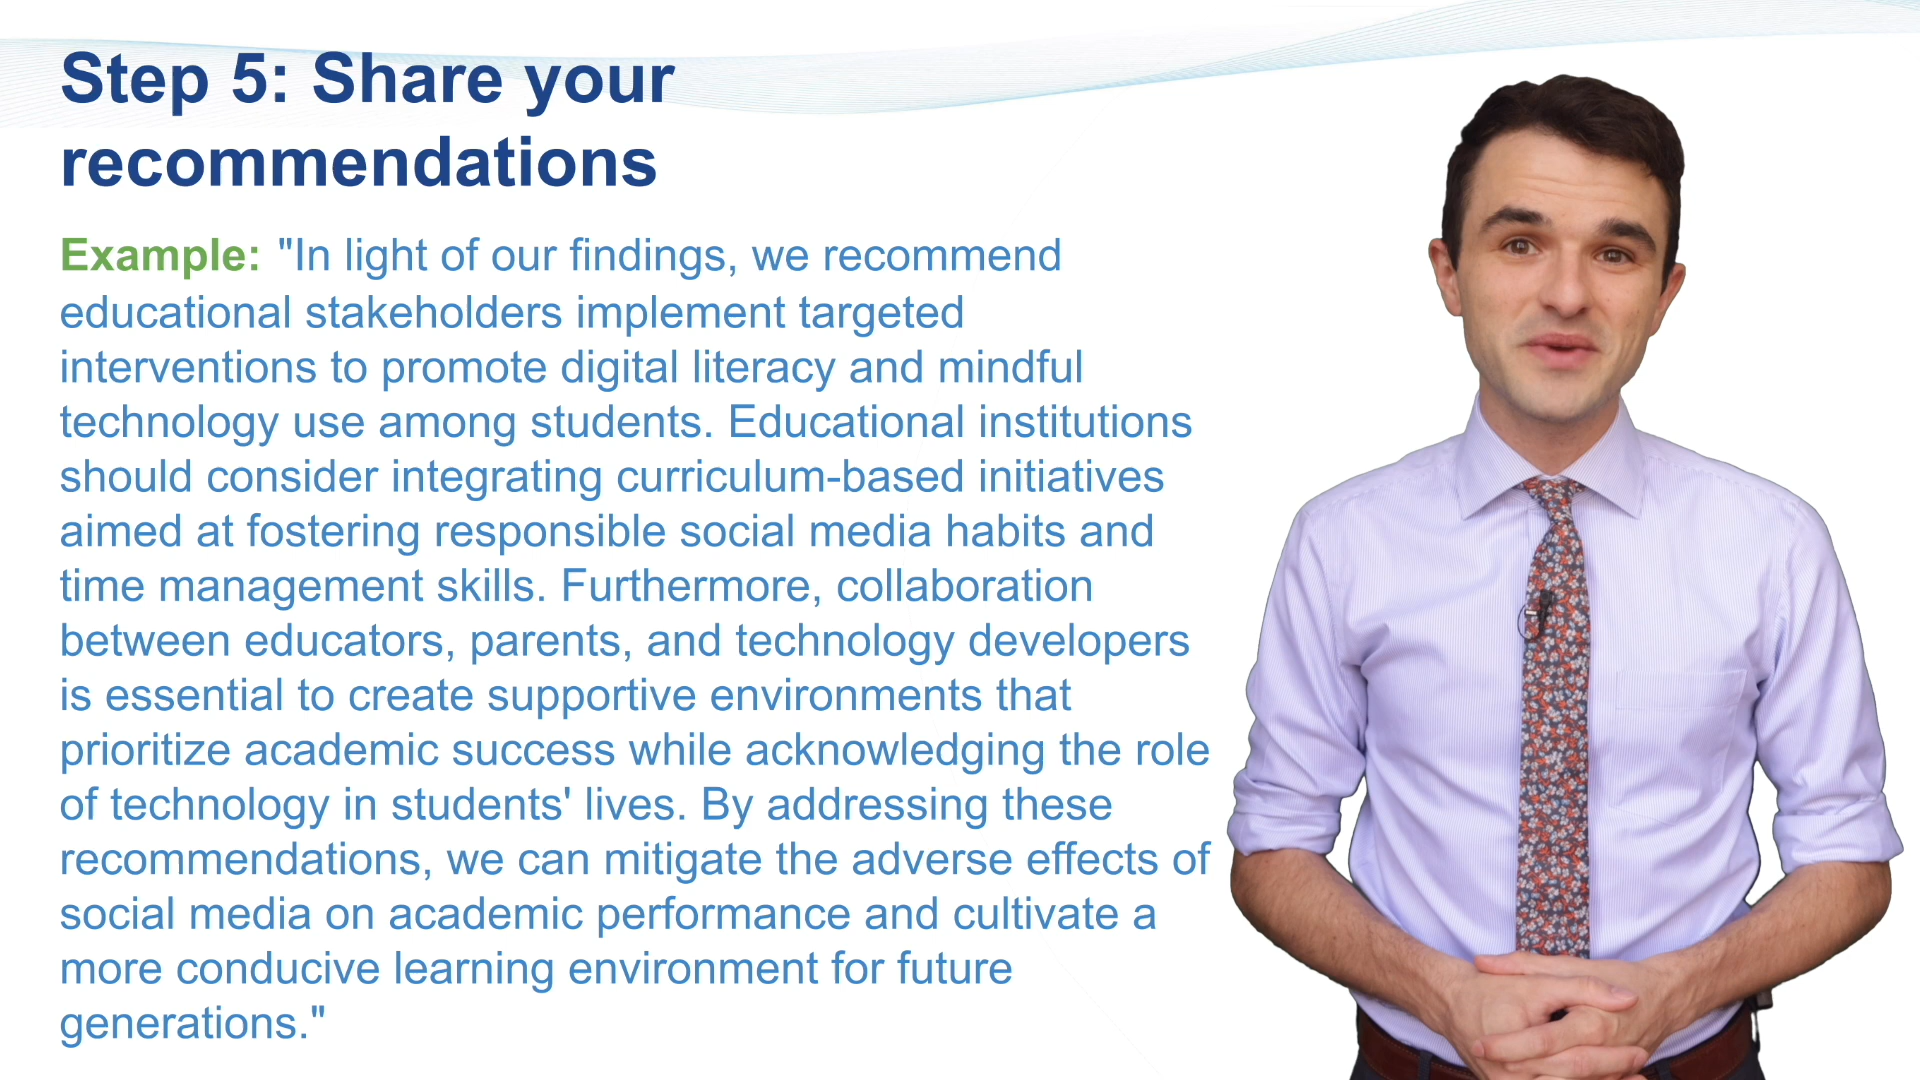 Step 5: Share your
recommendations
Example: "In light of our findings, we recommend
educational stakeholders implement targeted
interventions to promote digital literacy and mindful
technology use among students. Educational institutions
should consider integrating curriculum-based initiatives
aimed at fostering responsible social media habits and
time management skills. Furthermore, collaboration
between educators, parents, and technology developers
is essential to create supportive environments that
prioritize academic success while acknowledging the role
of technology in students' lives. By addressing these
recommendations, we can mitigate the adverse effects of
social media on academic performance and cultivate a
more conducive learning environment for future
generations."